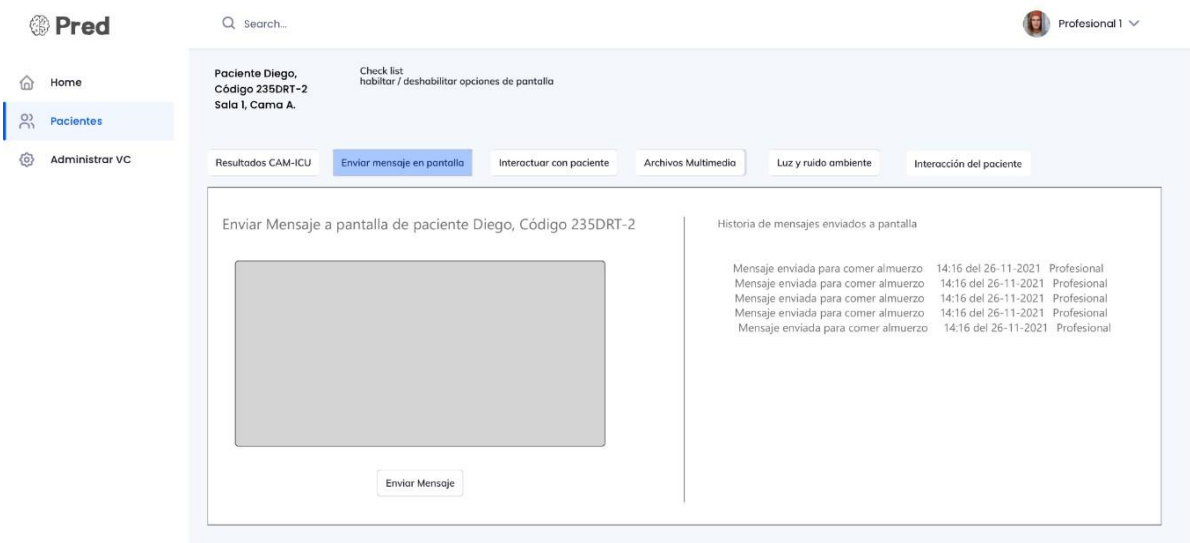 Pred
Search...
Profesional 1
Home
Pacientes
Administrar VC
Paciente Diego,
Código 235DRT-2
Sala 1, Cama A.
Check list
habiltar / deshabilitar opciones de pantalla
Resultados CAM-ICU
Enviar mensaje en pantalla
Interactuar con paciente
Archivos Multimedia
Luz y ruido ambiente
Interacción del paciente
Enviar Mensaje a pantalla de paciente Diego, Código 235DRT-2
Enviar Mensaje
Historia de mensajes enviados a pantalla
Mensaje enviada para comer almuerzo 14:16 del 26-11-2021 Profesional
Mensaje enviada para comer almuerzo 14:16 del 26-11-2021 Profesional
Mensaje enviada para comer almuerzo 14:16 del 26-11-2021 Profesional
Mensaje enviada para comer almuerzo 14:16 del 26-11-2021 Profesional
Mensaje enviada para comer almuerzo 14:16 del 26-11-2021 Profesional